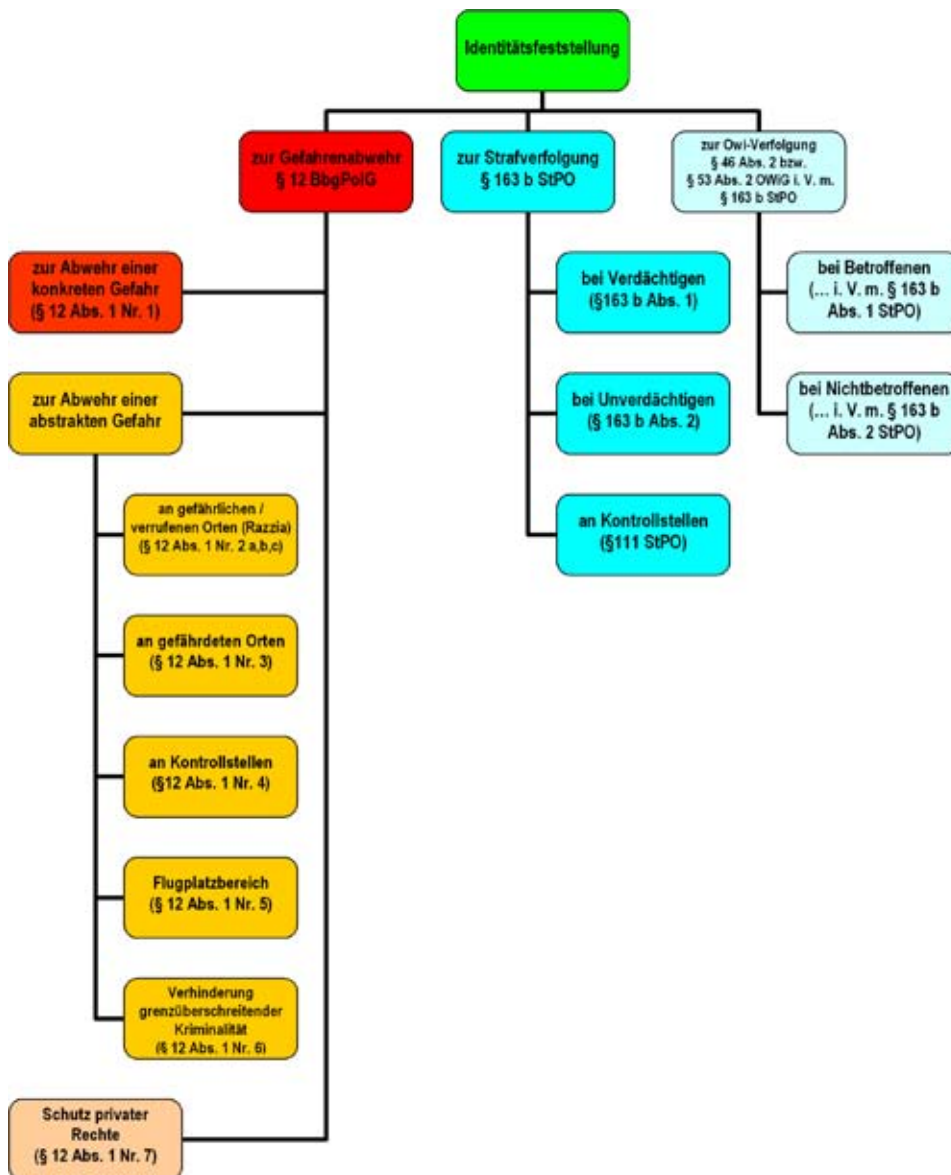 Identitätsfeststellung
zur Gefahrenabwehr
§ 12 BbgPolG
zur Strafverfolgung
§ 163 b StPO
zur Owi-Verfolgung
§ 46 Abs. 2 bzw.
§ 53 Abs. 2 OWiG i. V. m.
§ 163 b StPO
zur Abwehr einer
konkreten Gefahr
(§ 12 Abs. 1 Nr. 1)
bei Verdächtigen
(§163 b Abs. 1)
bei Betroffenen
(... i. V. m. § 163 b
Abs. 1 StPO)
zur Abwehr einer
abstrakten Gefahr
bei Unverdächtigen
(§ 163 b Abs. 2)
bei Nichtbetroffenen
(... i. V. m. § 163 b
Abs. 2 StPO)
an gefährlichen /
verrufenen Orten (Razzia)
(§ 12 Abs. 1 Nr. 2 a,b,c)
an Kontrollstellen
(§111 StPO)
an gefährdeten Orten
(§ 12 Abs. 1 Nr. 3)
an Kontrollstellen
(§12 Abs. 1 Nr. 4)
Flugplatzbereich
(§ 12 Abs. 1 Nr. 5)
Verhinderung
grenzüberschreitender
Kriminalität
(§ 12 Abs. 1 Nr. 6)
Schutz privater
Rechte
(§ 12 Abs. 1 Nr. 7)